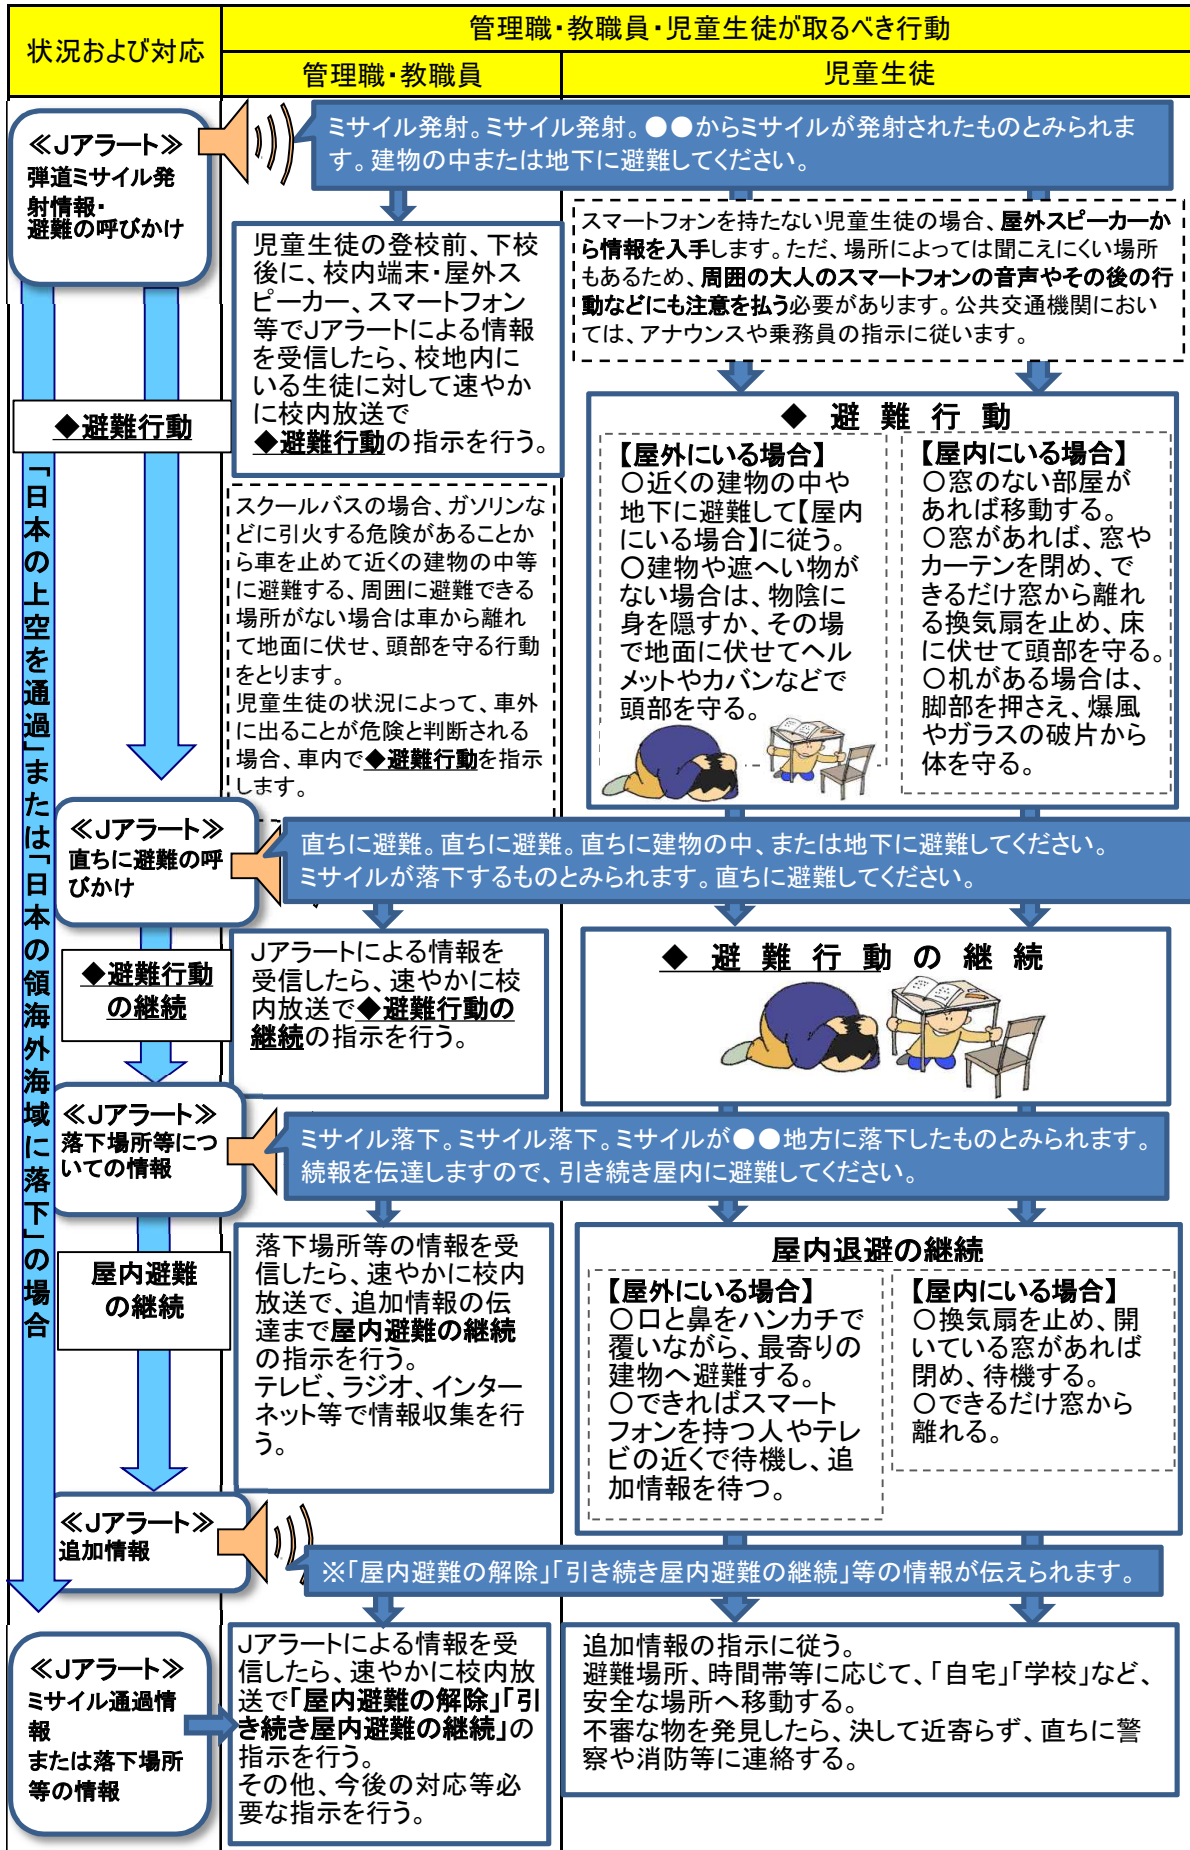 状況および対応
管理職・教職員・児童生徒が取るべき行動
管理職・教職員
児童生徒
≪Jアラート≫
弾道ミサイル発
射情報・
避難の呼びかけ
ミサイル発射。ミサイル発射。●●からミサイルが発射されたものとみられま
す。建物の中または地下に避難してください。
児童生徒の登校前、下校
後に、校内端末・屋外ス
ピーカー、スマートフォン
等でJアラートによる情報
を受信したら、校地内に
いる生徒に対して速やか
に校内放送で
◆避難行動の指示を行う。
スマートフォンを持たない児童生徒の場合、屋外スピーカーか
ら情報を入手します。ただ、場所によっては聞こえにくい場所
もあるため、周囲の大人のスマートフォンの音声やその後の行
動などにも注意を払う必要があります。公共交通機関におい
ては、アナウンスや乗務員の指示に従います。
◆避難行動
「日本の上空を通過」または「日本の領海外海域に落下」の場合
スクールバスの場合、ガソリンな
どに引火する危険があることか
ら車を止めて近くの建物の中等
に避難する、周囲に避難できる
場所がない場合は車から離れ
て地面に伏せ、頭部を守る行動
をとります。
児童生徒の状況によって、車外
に出ることが危険と判断される
場合、車内で◆避難行動を指示
します。
◆ 避 難 行 動
【屋外にいる場合】
○近くの建物の中や
地下に避難して【屋内
にいる場合】に従う。
○建物や遮へい物が
ない場合は、物陰に
身を隠すか、その場
で地面に伏せてヘル
メットやカバンなどで
頭部を守る。
【屋内にいる場合】
○窓のない部屋が
あれば移動する。
○窓があれば、窓や
カーテンを閉め、で
きるだけ窓から離れ
る換気扇を止め、床
に伏せて頭部を守る。
○机がある場合は、
脚部を押さえ、爆風
やガラスの破片から
体を守る。
≪Jアラート≫
直ちに避難の呼
びかけ
直ちに避難。直ちに避難。直ちに建物の中、または地下に避難してください。
ミサイルが落下するものとみられます。直ちに避難してください。
◆避難行動
の継続
Jアラートによる情報を
受信したら、速やかに校
内放送で◆避難行動の
継続の指示を行う。
◆ 避 難 行 動 の 継 続
≪Jアラート≫
落下場所等につ
いての情報
ミサイル落下。ミサイル落下。ミサイルが●●地方に落下したものとみられます。
続報を伝達しますので、引き続き屋内に避難してください。
屋内避難
の継続
落下場所等の情報を受
信したら、速やかに校内
放送で、追加情報の伝
達まで屋内避難の継続
の指示を行う。
テレビ、ラジオ、インター
ネット等で情報収集を行
う。
屋内退避の継続
【屋外にいる場合】
○口と鼻をハンカチで
覆いながら、最寄りの
建物へ避難する。
○できればスマート
フォンを持つ人やテレ
ビの近くで待機し、追
加情報を待つ。
【屋内にいる場合】
○換気扇を止め、開
いている窓があれば
閉め、待機する。
○できるだけ窓から
離れる。
≪Jアラート≫
追加情報
※「屋内避難の解除」「引き続き屋内避難の継続」等の情報が伝えられます。
≪Jアラート≫
ミサイル通過情
報
または落下場所
等の情報
Jアラートによる情報を受
信したら、速やかに校内放
送で「屋内避難の解除」「引
き続き屋内避難の継続」の
指示を行う。
その他、今後の対応等必
要な指示を行う。
追加情報の指示に従う。
避難場所、時間帯等に応じて、「自宅」「学校」など、
安全な場所へ移動する。
不審な物を発見したら、決して近寄らず、直ちに警
察や消防等に連絡する。